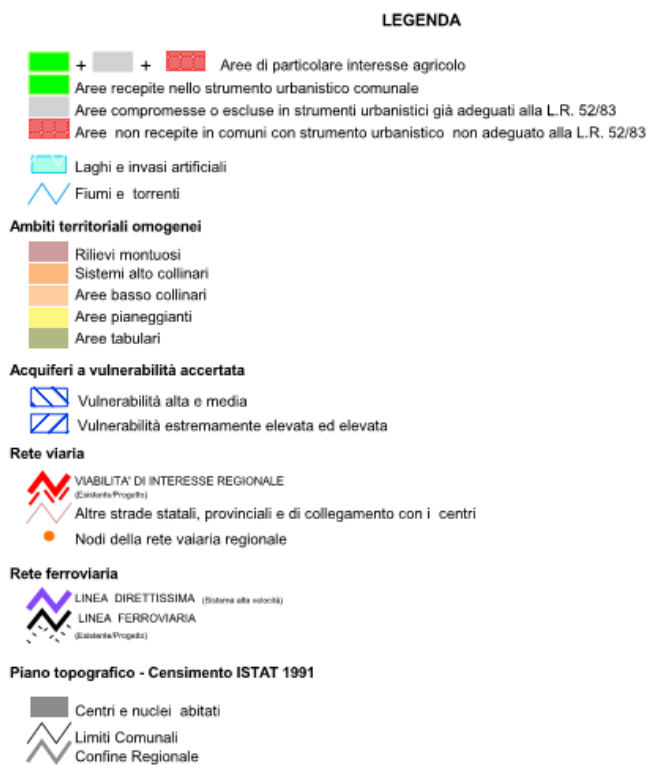 LEGENDA
+ + Aree di particolare interesse agricolo
Aree recepite nello strumento urbanistico comunale
Aree compromesse o escluse in strumenti urbanistici già adeguati alla L.R. 52/83
Aree non recepite in comuni con strumento urbanistico non adeguato alla L.R. 52/83
Laghi e invasi artificiali
Fiumi e torrenti
Ambiti territoriali omogenei
Rilievi montuosi
Sistemi alto collinari
Aree basso collinari
Aree pianeggianti
Aree tabulari
Acquiferi a vulnerabilità accertata
Vulnerabilità alta e media
Vulnerabilità estremamente elevata ed elevata
Rete viaria
VIABILITA' DI INTERESSE REGIONALE
(Esistente/Progetto)
Altre strade statali, provinciali e di collegamento con i centri
Nodi della rete vaiaria regionale
Rete ferroviaria
LINEA DIRETTISSIMA (Sistema alta velocità)
LINEA FERROVIARIA
(Esistente/Progetto)
Piano topografico - Censimento ISTAT 1991
Centri e nuclei abitati
Limiti Comunali
Confine Regionale